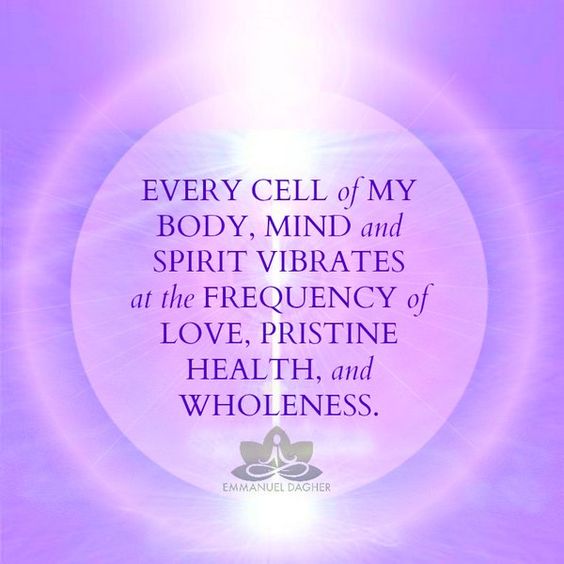 EVERY CELL of MY
BODY, MIND and
SPIRIT VIBRATES
at the FREQUENCY of
LOVE, PRISTINE
HEALTH, and
WHOLENESS.
EMMANUEL DAGHER